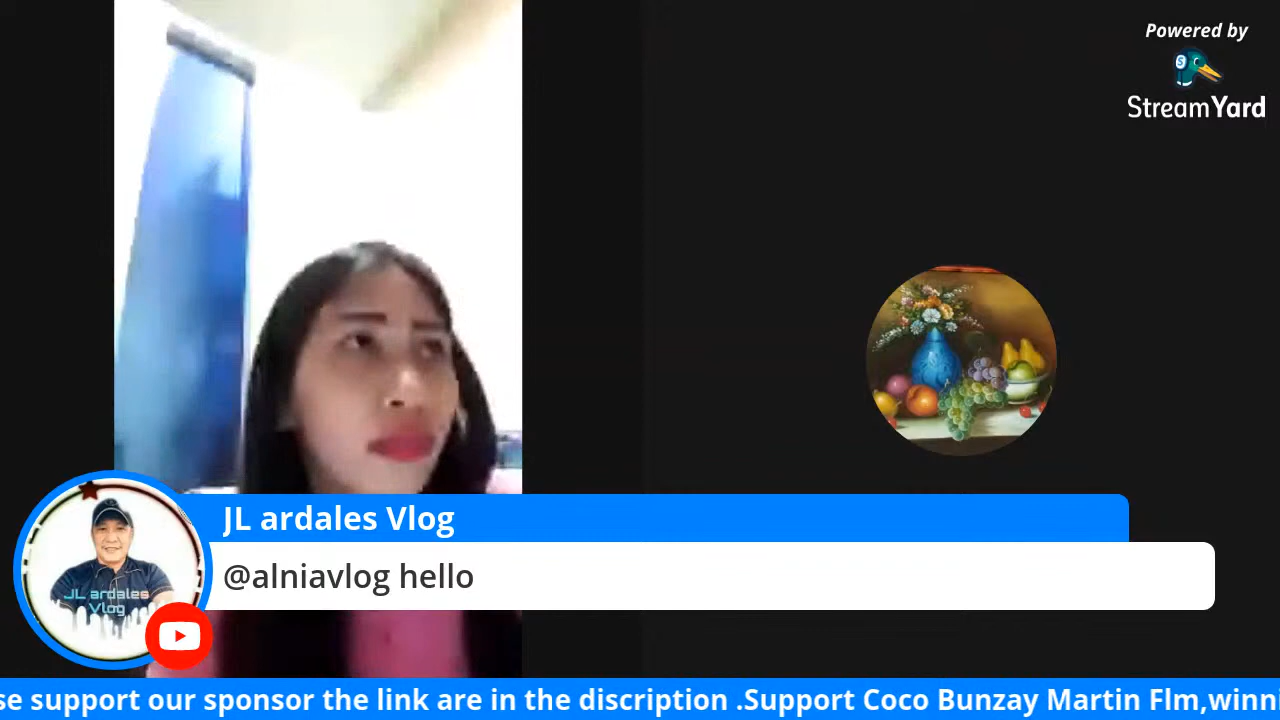 Powered by
StreamYard
JL ardales Vlog
@alniavlog hello
JL ardales
Vlog
se support our sponsor the link are in the discription .Support Coco Bunzay Martin Flm,winni